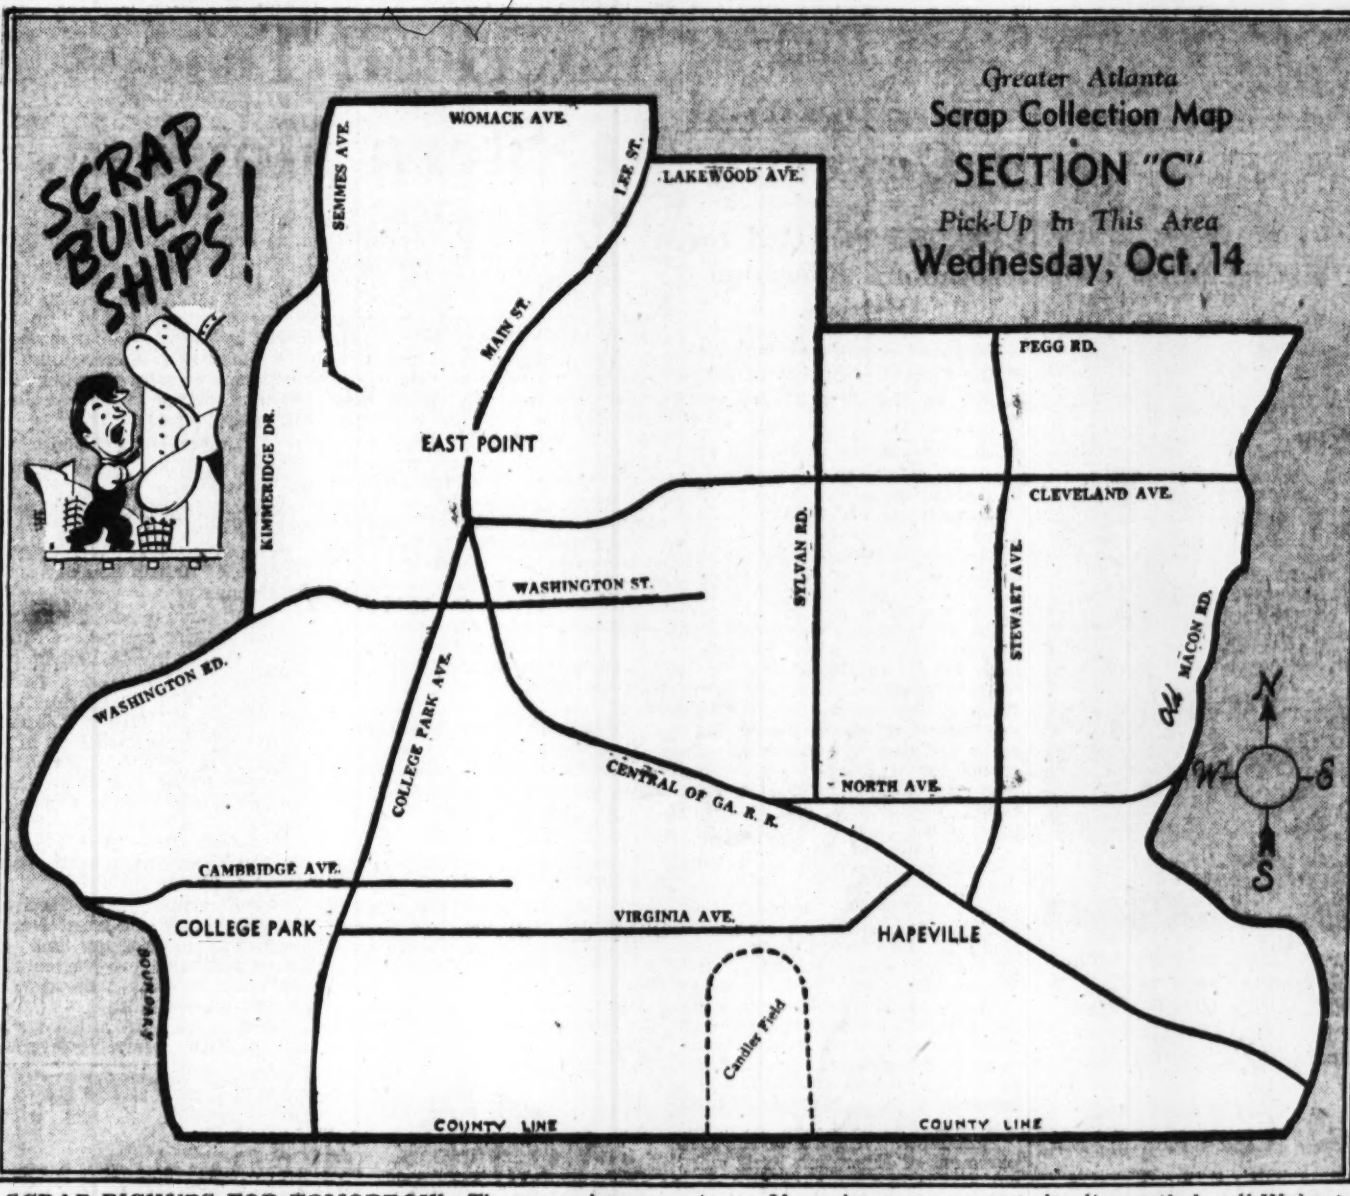 Greater Atlanta
Scrap Collection Map
SECTION "C"
Pick-Up In This Area
Wednesday, Oct. 14
SCRAP
BUILDS
SHIPS!
WOMACK AVE.
SEMMES AVE.
LEE ST.
LAKEWOOD AVE.
MAIN ST.
PEGG RD.
KIMMERIDGE DR.
EAST POINT
CLEVELAND AVE.
SYLVAN RD.
STEWART AVE.
WASHINGTON ST.
Old MACON RD.
WASHINGTON RD.
COLLEGE PARK AVE.
N
W
E
S
CENTRAL OF GA. R. R.
NORTH AVE.
CAMBRIDGE AVE.
COLLEGE PARK
VIRGINIA AVE.
HAPEVILLE
BOUNDARY
Candler Field
COUNTY LINE
COUNTY LINE